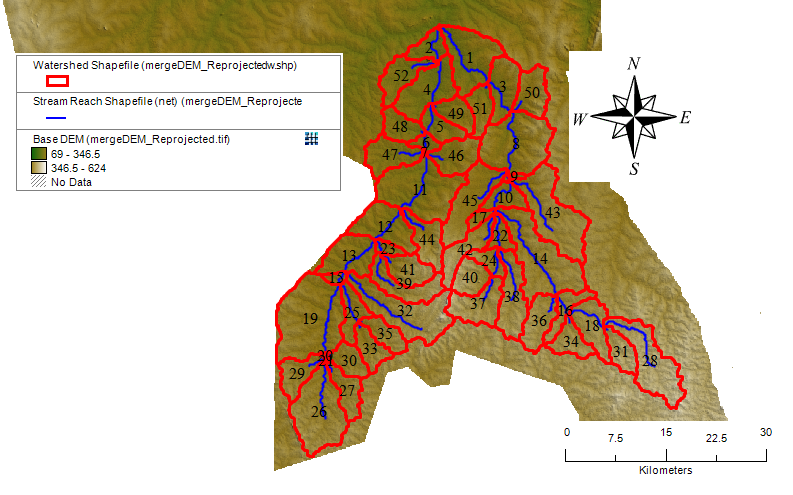 Watershed Shapefile (mergeDEM_Reprojectedw.shp)
Stream Reach Shapefile (net) (mergeDEM_Reprojecte
Base DEM (mergeDEM_Reprojected.tif)
69 - 346.5
346.5 - 624
No Data
N
W E
S
2 1
52 3
4 50
51
49
48 5
6 8
47 46
9
11 45 10
17 43
12 44 22
23 42
13 41 24 14
39 40
19 25 32 37 38 16
36 18
35 34
33 31
30 28
29 27
26
0 7.5 15 22.5 30
Kilometers